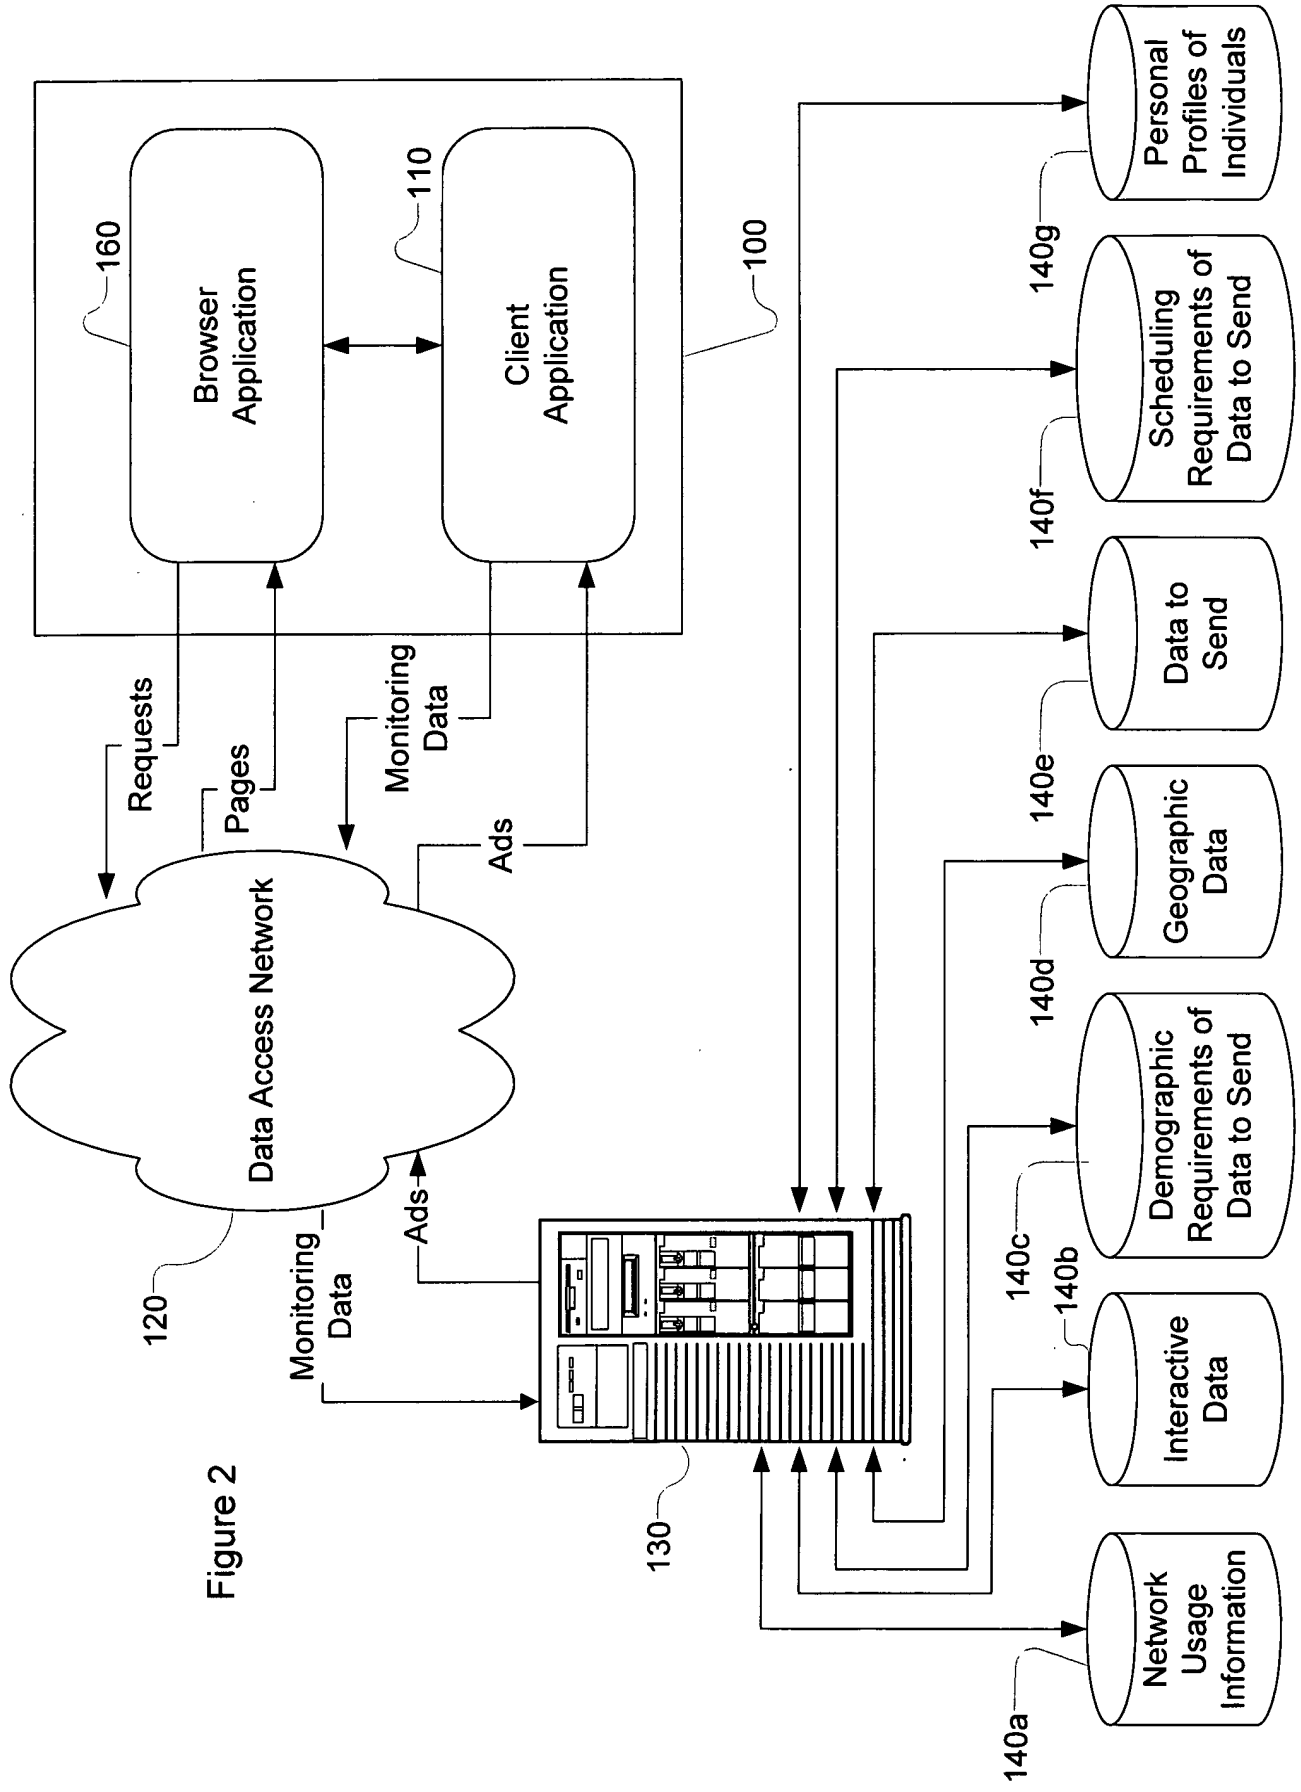 Figure 2
120
Data Access Network
Requests
Pages
Monitoring
Data
Ads
160
Browser
Application
110
Client
Application
100
Monitoring
Data
Ads
130
140a
Network
Usage
Information
140b
Interactive
Data
140c
Demographic
Requirements of
Data to Send
140d
Geographic
Data
140e
Data to
Send
140f
Scheduling
Requirements of
Data to Send
140g
Personal
Profiles of
Individuals